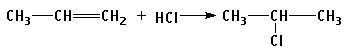 CH₃—CH=CH₂ + HCl → CH₃—CH—CH₃
Cl